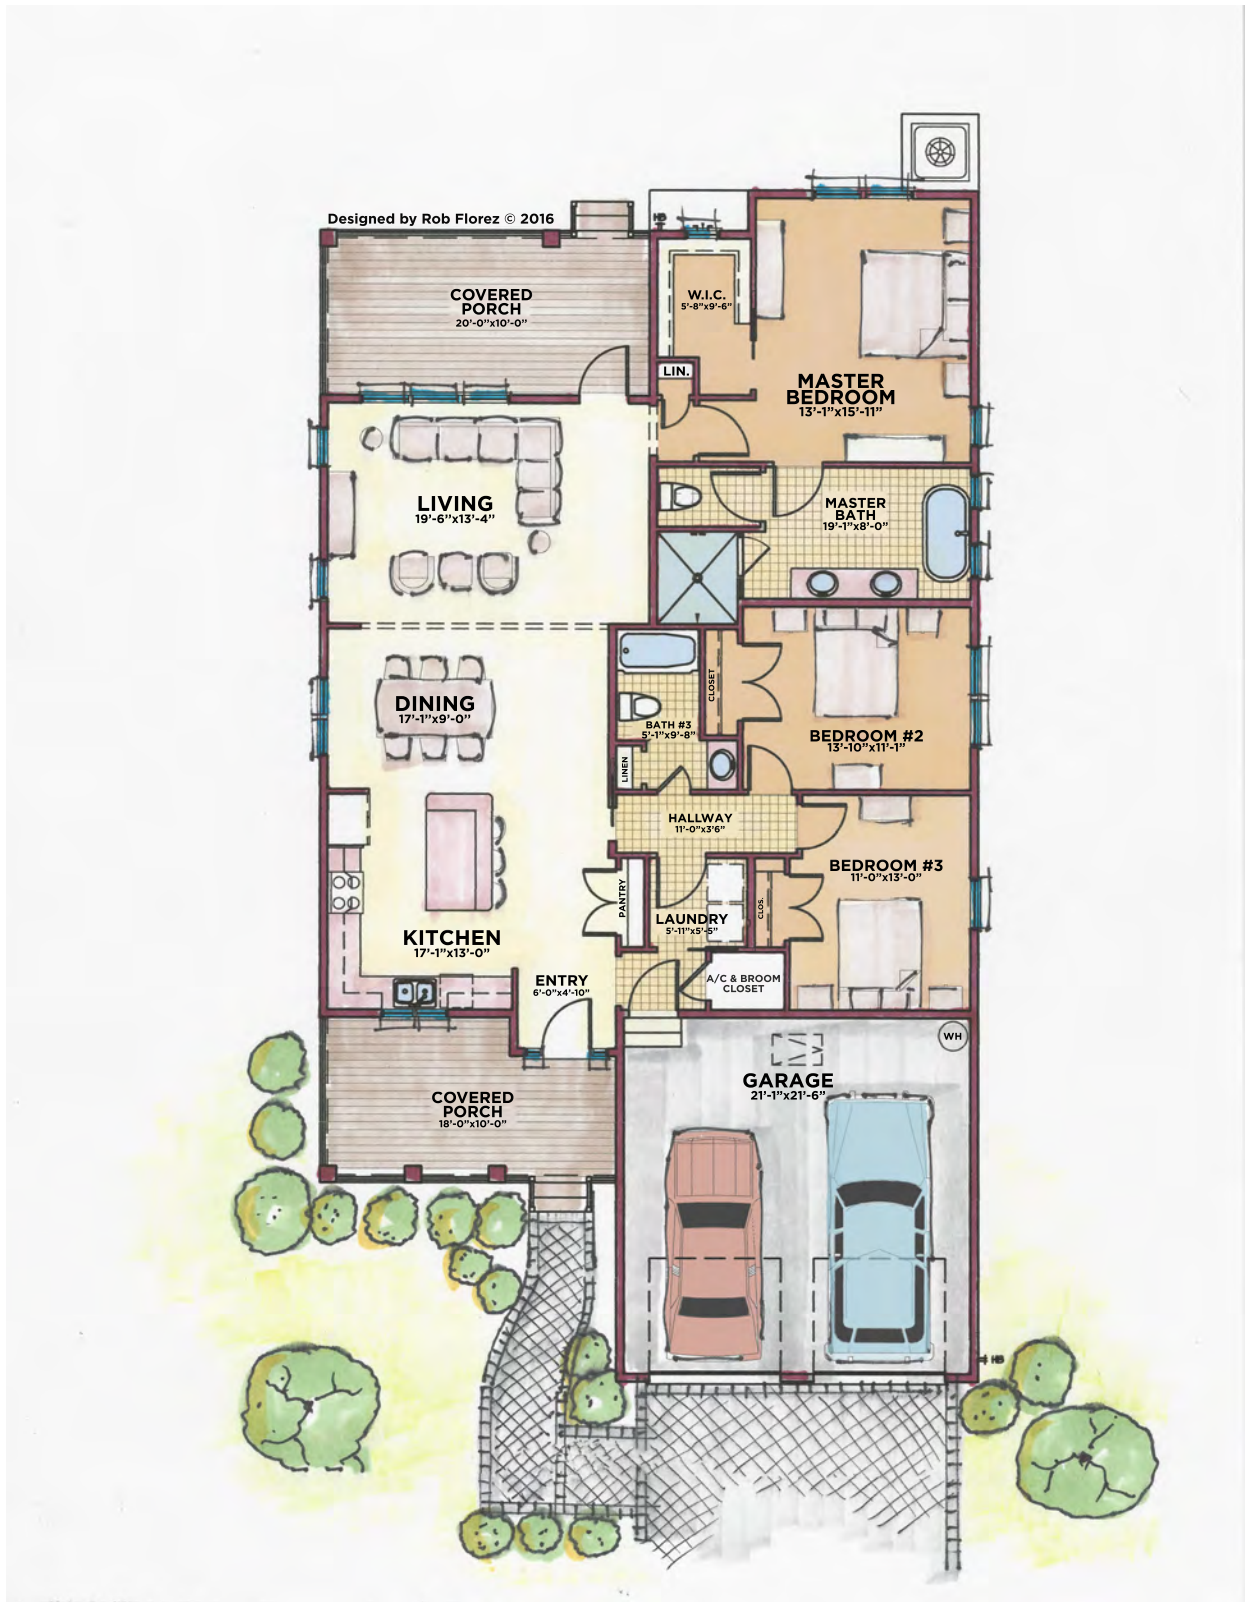 Designed by Rob Florez © 2016
HB
COVERED
PORCH
20'-0"x10'-0"
W.I.C.
5'-8"x9'-6"
LIN.
MASTER
BEDROOM
13'-1"x15'-11"
LIVING
19'-6"x13'-4"
MASTER
BATH
19'-1"x8'-0"
DINING
17'-1"x9'-0"
CLOSET
BATH #3
5'-1"x9'-8"
BEDROOM #2
13'-10"x11'-1"
LINEN
HALLWAY
11'-0"x3'6"
BEDROOM #3
11'-0"x13'-0"
PANTRY
CLOS.
LAUNDRY
5'-11"x5'-5"
KITCHEN
17'-1"x13'-0"
ENTRY
6'-0"x4'-10"
A/C & BROOM
CLOSET
WH
GARAGE
21'-1"x21'-6"
COVERED
PORCH
18'-0"x10'-0"
HB